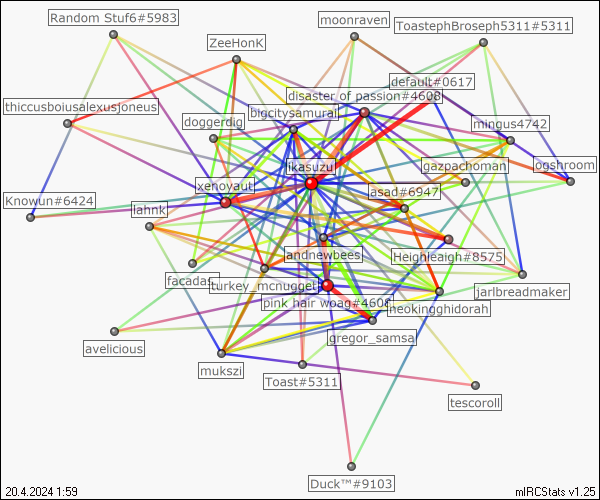 Random Stuf6#5983
moonraven
ToastephBroseph5311#5311
ZeeHonK
default#0617
disaster of passion#4608
thiccusboiusalexusjoneus
bigcitysamurai
doggerdig
mingus4742
likasuzu
gazpachoman
ogshroom
xenoyaut
asad#6947
Knowun#6424
lahnk
andnewbees
Heighleaigh#8575
facadas
turkey_mcnugget
jarlbreadmaker
pink hair woag#4608
neokingghidorah
gregor_samsa
avelicious
mukszi
Toast#5311
tescoroll
Duck™#9103
20.4.2024 1:59
mIRCStats v1.25